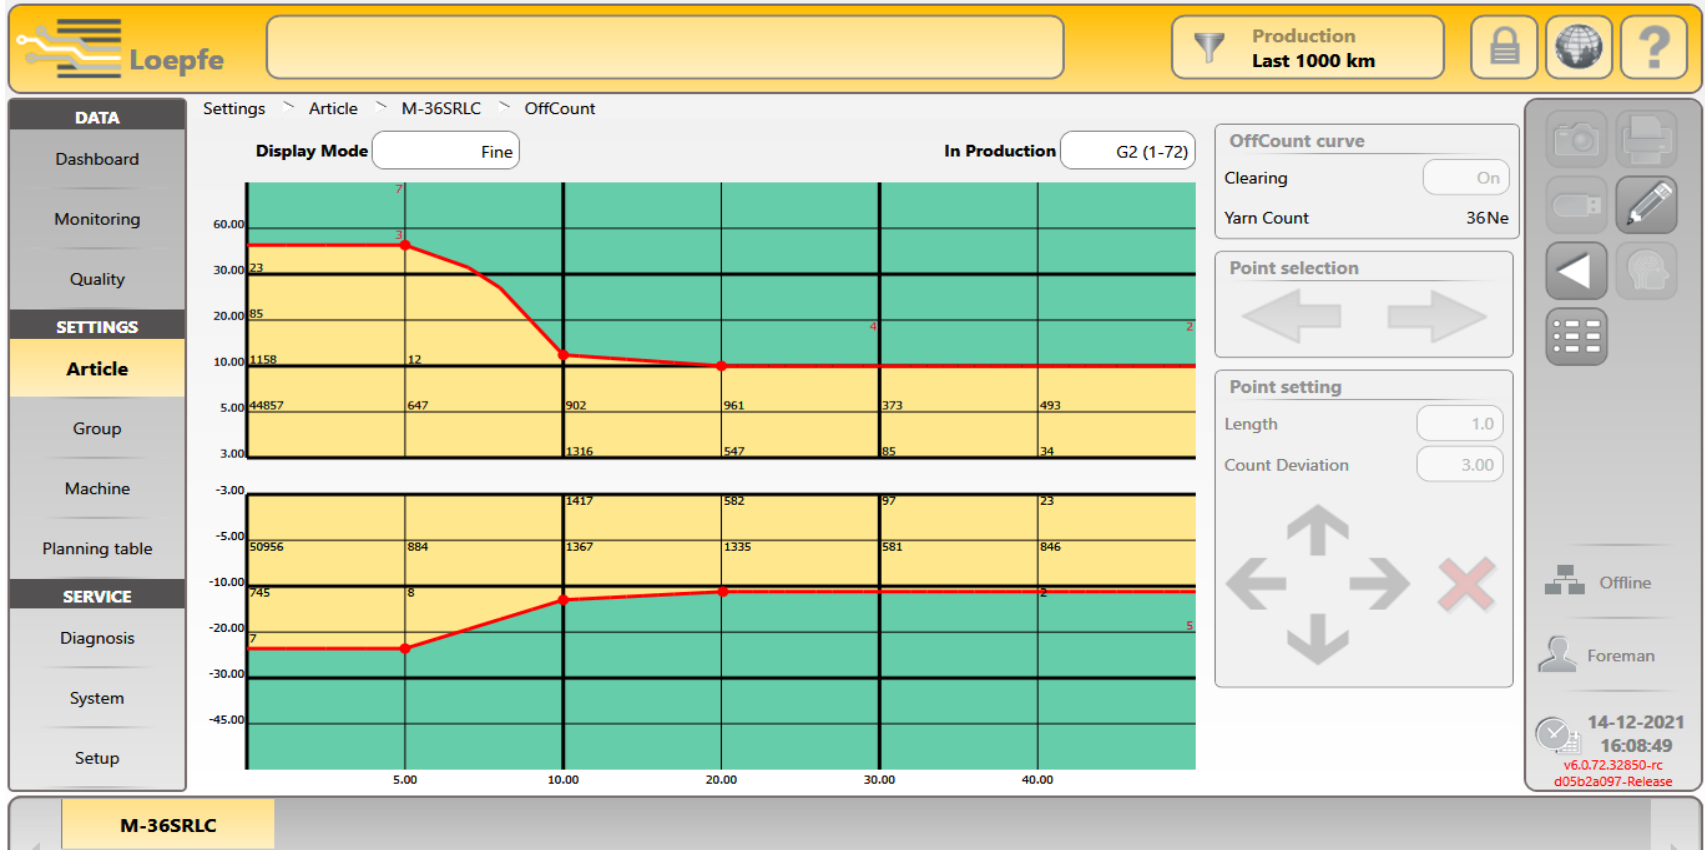 Loepfe
Production
Last 1000 km
?
DATA
Dashboard
Monitoring
Quality
SETTINGS
Article
Group
Machine
Planning table
SERVICE
Diagnosis
System
Setup
Settings > Article > M-36SRLC > OffCount
Display Mode Fine
In Production G2 (1-72)
7
60.00
3
30.00 23
20.00 85 4 2
10.00 1158 12
5.00 44857 647 902 961 373 493
3.00 1316 547 85 34
-3.00 1417 582 97 23
-5.00 50956 884 1367 1335 581 846
-10.00 745 8 2
-20.00 7 5
-30.00
-45.00
5.00 10.00 20.00 30.00 40.00
OffCount curve
Clearing On
Yarn Count 36Ne
Point selection
Point setting
Length 1.0
Count Deviation 3.00
Offline
Foreman
14-12-2021
16:08:49
v6.0.72.32850-rc
d05b2a097-Release
M-36SRLC